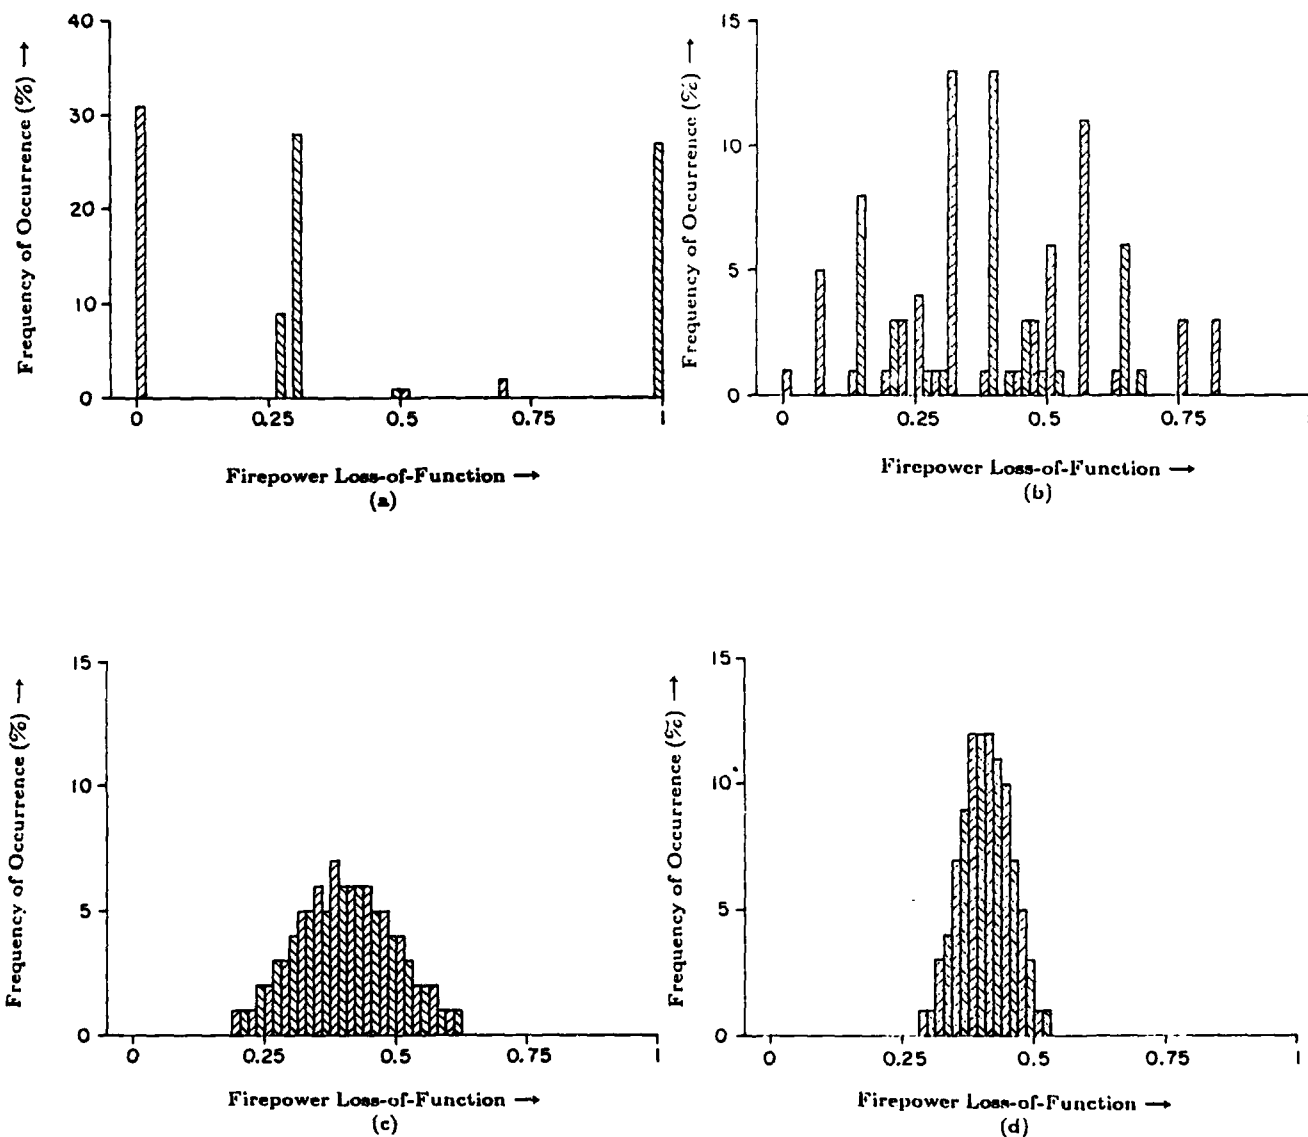 40
30
20
10
0
Frequency of Occurrence (%) →
0 0.25 0.5 0.75 1
Firepower Loss-of-Function →
(a)
15
10
5
0
Frequency of Occurrence (%) →
0 0.25 0.5 0.75
Firepower Loss-of-Function →
(b)
15
10
5
0
Frequency of Occurrence (%) →
0 0.25 0.5 0.75 1
Firepower Loss-of-Function →
(c)
15
10
5
0
Frequency of Occurrence (%) →
0 0.25 0.5 0.75 1
Firepower Loss-of-Function →
(d)